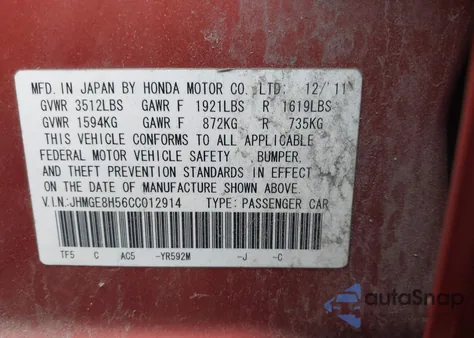 MFD. IN JAPAN BY HONDA MOTOR CO. LTD: 12/'11
GVWR 3512LBS GAWR F 1921LBS R 1619LBS
GVWR 1594KG GAWR F 872KG R 735KG
THIS VEHICLE CONFORMS TO ALL APPLICABLE
FEDERAL MOTOR VEHICLE SAFETY , BUMPER,
AND THEFT PREVENTION STANDARDS IN EFFECT
ON THE DATE OF MANUFACTURE SHOWN ABOVE.
V.I.N:JHMGE8H56CC012914 TYPE: PASSENGER CAR
TF5 C AC5 -YR592M -J -C
autoSnap